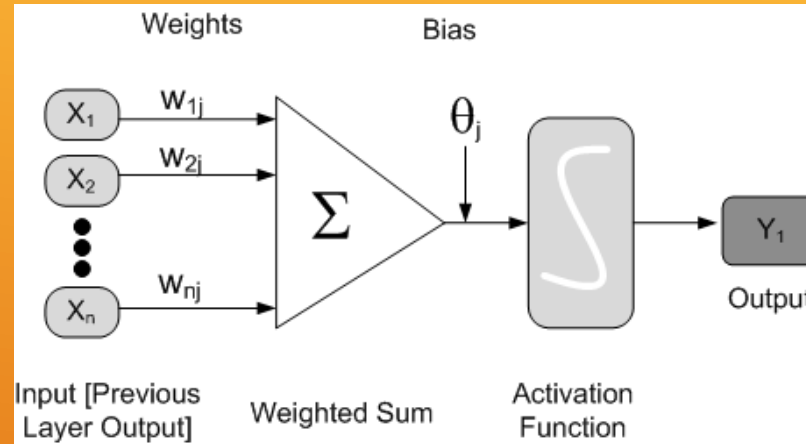 Weights
Bias
X1
W1j
θj
X2
W2j
Σ
Y1
Xn
Wnj
Output
Input [Previous
Layer Output]
Weighted Sum
Activation
Function